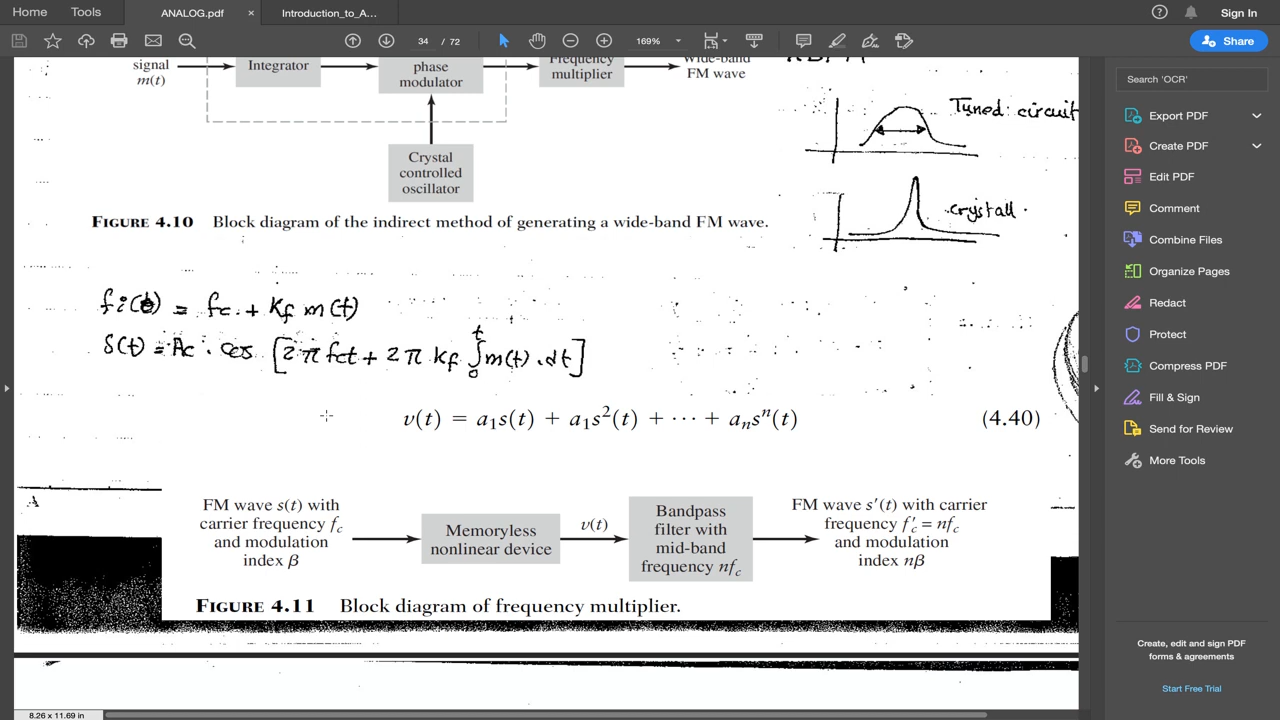 Home
Tools
ANALOG.pdf
×
Introduction_to_A...
Sign In
34 / 72
169%
Share
signal
m(t)
Integrator
phase
modulator
Frequency
multiplier
Wide-band
FM wave
Crystal
controlled
oscillator
Tuned: circuit
crystall.
FIGURE 4.10 Block diagram of the indirect method of generating a wide-band FM wave.
fi(t) = fc + Kf m(t)
S(t) = Ac . cos [2π fct + 2π kf ∫₀ᵗ m(t) . dt]
v(t) = a₁s(t) + a₁s²(t) + ··· + aₙsⁿ(t) (4.40)
FM wave s(t) with
carrier frequency fc
and modulation
index β
Memoryless
nonlinear device
v(t)
Bandpass
filter with
mid-band
frequency nfc
FM wave s′(t) with carrier
frequency f′c = nfc
and modulation
index nβ
FIGURE 4.11 Block diagram of frequency multiplier.
8.26 x 11.69 in
Search 'OCR'
Export PDF
Create PDF
Edit PDF
Comment
Combine Files
Organize Pages
Redact
Protect
Compress PDF
Fill & Sign
Send for Review
More Tools
Create, edit and sign PDF
forms & agreements
Start Free Trial